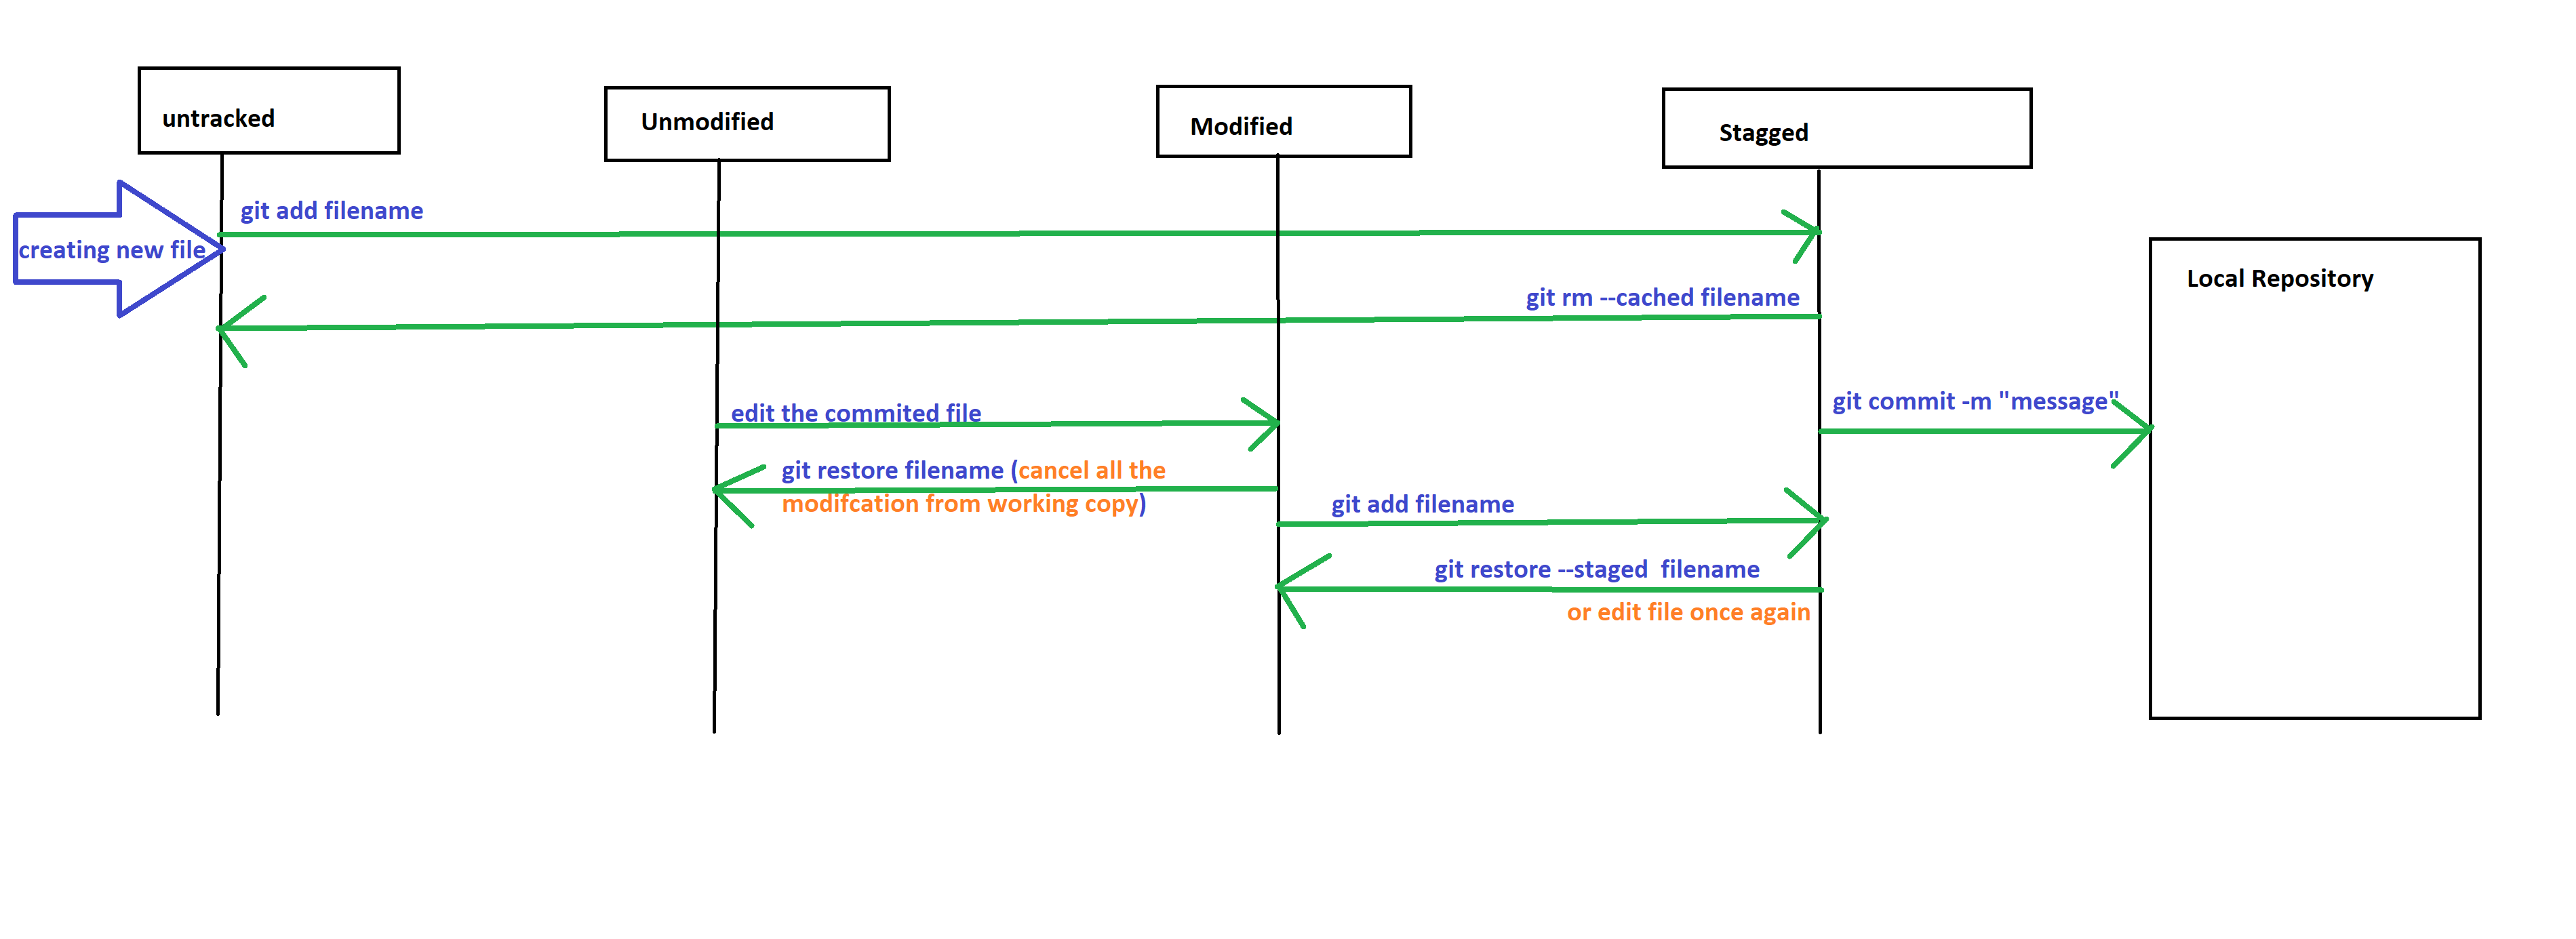 untracked
Unmodified
Modified
Stagged
git add filename
creating new file
Local Repository
git rm --cached filename
edit the commited file
git commit -m "message"
git restore filename (cancel all the
modifcation from working copy)
git add filename
git restore --staged  filename
or edit file once again